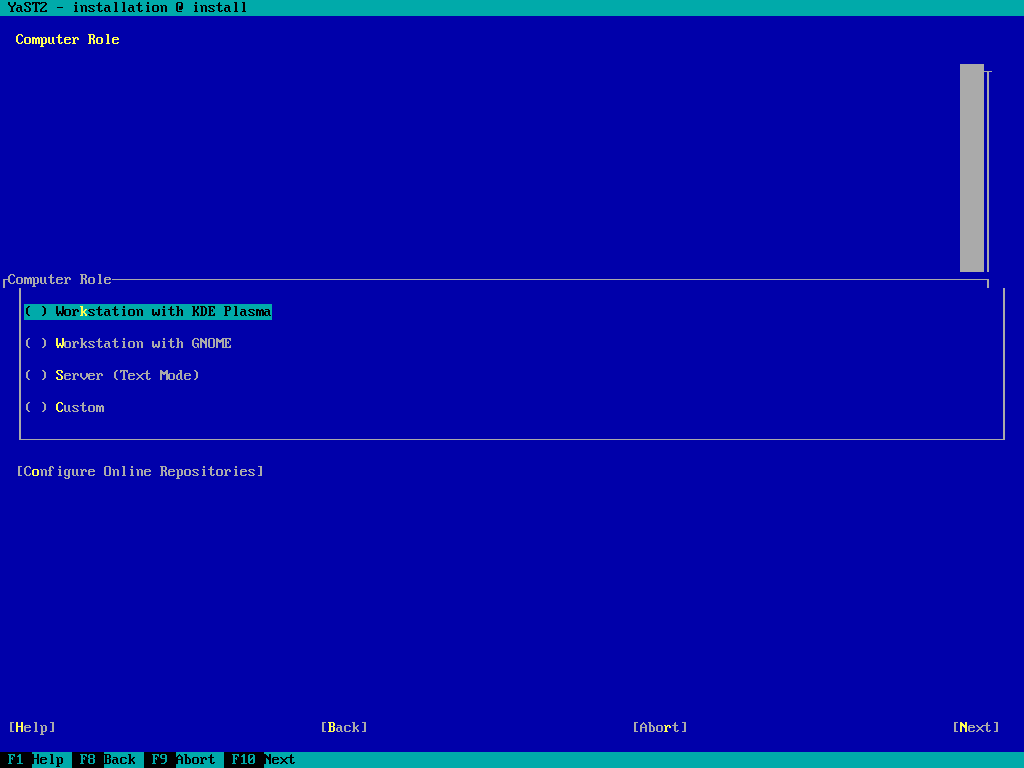 YaST2 - installation @ install
Computer Role
Computer Role
( ) Workstation with KDE Plasma
( ) Workstation with GNOME
( ) Server (Text Mode)
( ) Custom
[Configure Online Repositories]
[Help] [Back] [Abort] [Next]
F1 Help F8 Back F9 Abort F10 Next